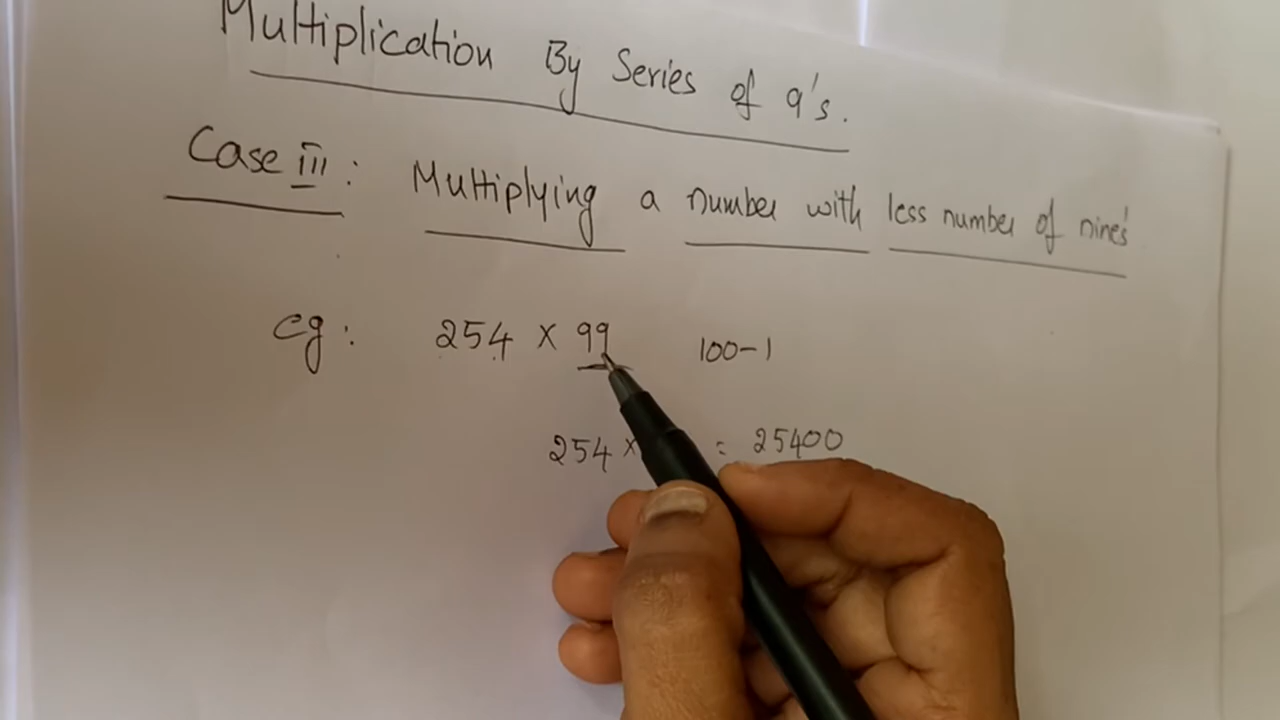 Multiplication By Series of 9's.
Case III : Multiplying a number with less number of nine's
eg : 254 x 99 100-1
254 x = 25400